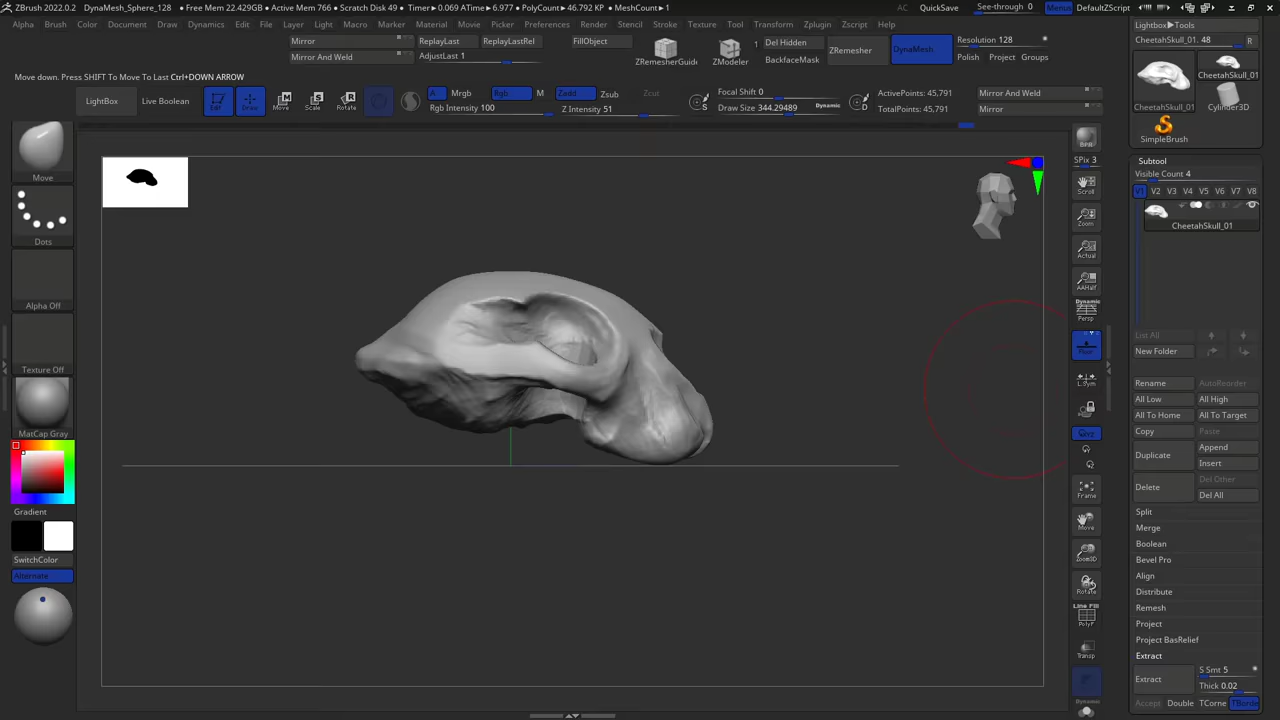 ZBrush 2022.0.2 DynaMesh_Sphere_128 • Free Mem 22.429GB • Active Mem 766 • Scratch Disk 49 • Timer▸0.069 ATime▸0.977 • PolyCount▸46.792 KP • MeshCount▸1 AC QuickSave See-through 0 Menus DefaultZScript
Alpha Brush Color Document Draw Dynamics Edit File Layer Light Macro Marker Material Movie Picker Preferences Render Stencil Stroke Texture Tool Transform Zplugin Zscript Help
Mirror
Mirror And Weld
ReplayLast
ReplayLastRel
AdjustLast 1
FillObject
ZRemesherGuide
ZModeler
1
Del Hidden
BackfaceMask
ZRemesher
DynaMesh
Resolution 128
Polish
Project
Groups
Move down. Press SHIFT To Move To Last Ctrl+DOWN ARROW
LightBox
Live Boolean
Edit
Draw
Move
Scale
Rotate
A
Mrgb
Rgb
M
Rgb Intensity 100
Zadd
Zsub
Zcut
Z Intensity 51
S
Focal Shift 0
Draw Size 344.29489
Dynamic
D
ActivePoints: 45,791
TotalPoints: 45,791
Mirror And Weld
Mirror
Move
Dots
Alpha Off
Texture Off
MatCap Gray
Gradient
SwitchColor
Alternate
BPR
SPix 3
Scroll
Zoom
Actual
AAHalf
Dynamic
Persp
Floor
L.Sym
Frame
Move
Zoom3D
Rotate
Line Fill
PolyF
Transp
Dynamic
Lightbox▸Tools
CheetahSkull_01. 48
R
CheetahSkull_01
CheetahSkull_01
Cylinder3D
SimpleBrush
Subtool
Visible Count 4
V1 V2 V3 V4 V5 V6 V7 V8
CheetahSkull_01
List All
New Folder
Rename
AutoReorder
All Low
All High
All To Home
All To Target
Copy
Paste
Duplicate
Append
Insert
Delete
Del Other
Del All
Split
Merge
Boolean
Bevel Pro
Align
Distribute
Remesh
Project
Project BasRelief
Extract
Extract
S Smt 5
Thick 0.02
Accept
Double
TCorne
TBorde